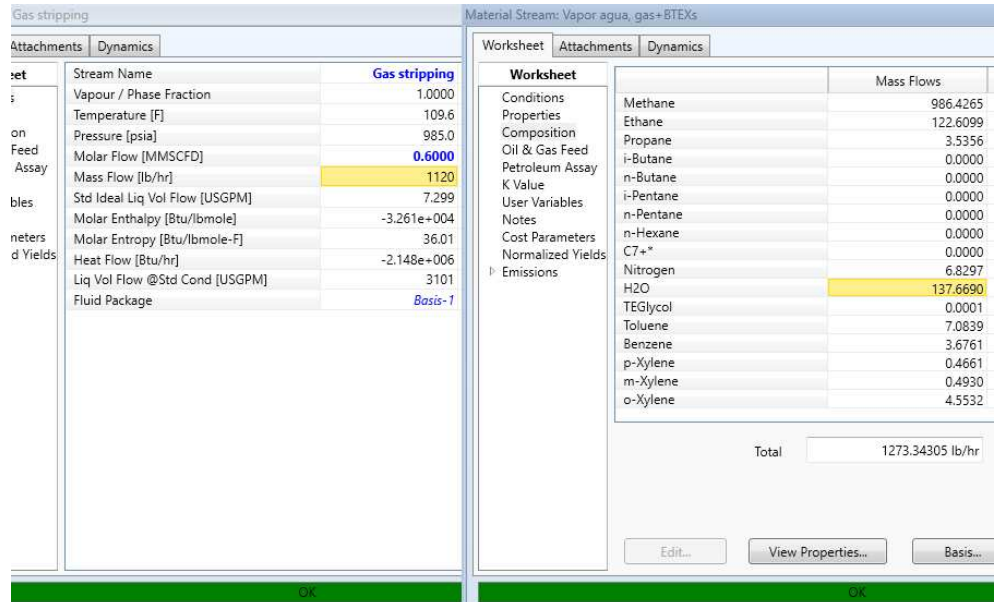 Gas stripping
Attachments Dynamics
Stream Name Gas stripping
Vapour / Phase Fraction 1.0000
Temperature [F] 109.6
Pressure [psia] 985.0
Molar Flow [MMSCFD] 0.6000
Mass Flow [lb/hr] 1120
Std Ideal Liq Vol Flow [USGPM] 7.299
Molar Enthalpy [Btu/lbmole] -3.261e+004
Molar Entropy [Btu/lbmole-F] 36.01
Heat Flow [Btu/hr] -2.148e+006
Liq Vol Flow @Std Cond [USGPM] 3101
Fluid Package Basis-1
eet
s
on
Feed
Assay
bles
meters
d Yields
OK
Material Stream: Vapor agua, gas+BTEXs
Worksheet Attachments Dynamics
Worksheet
Conditions
Properties
Composition
Oil & Gas Feed
Petroleum Assay
K Value
User Variables
Notes
Cost Parameters
Normalized Yields
Emissions
Mass Flows
Methane 986.4265
Ethane 122.6099
Propane 3.5356
i-Butane 0.0000
n-Butane 0.0000
i-Pentane 0.0000
n-Pentane 0.0000
n-Hexane 0.0000
C7+* 0.0000
Nitrogen 6.8297
H2O 137.6690
TEGlycol 0.0001
Toluene 7.0839
Benzene 3.6761
p-Xylene 0.4661
m-Xylene 0.4930
o-Xylene 4.5532
Total 1273.34305 lb/hr
Edit... View Properties... Basis...
OK